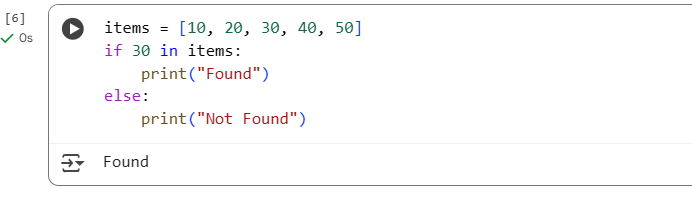 [6]
0s
items = [10, 20, 30, 40, 50]
if 30 in items:
    print("Found")
else:
    print("Not Found")
Found